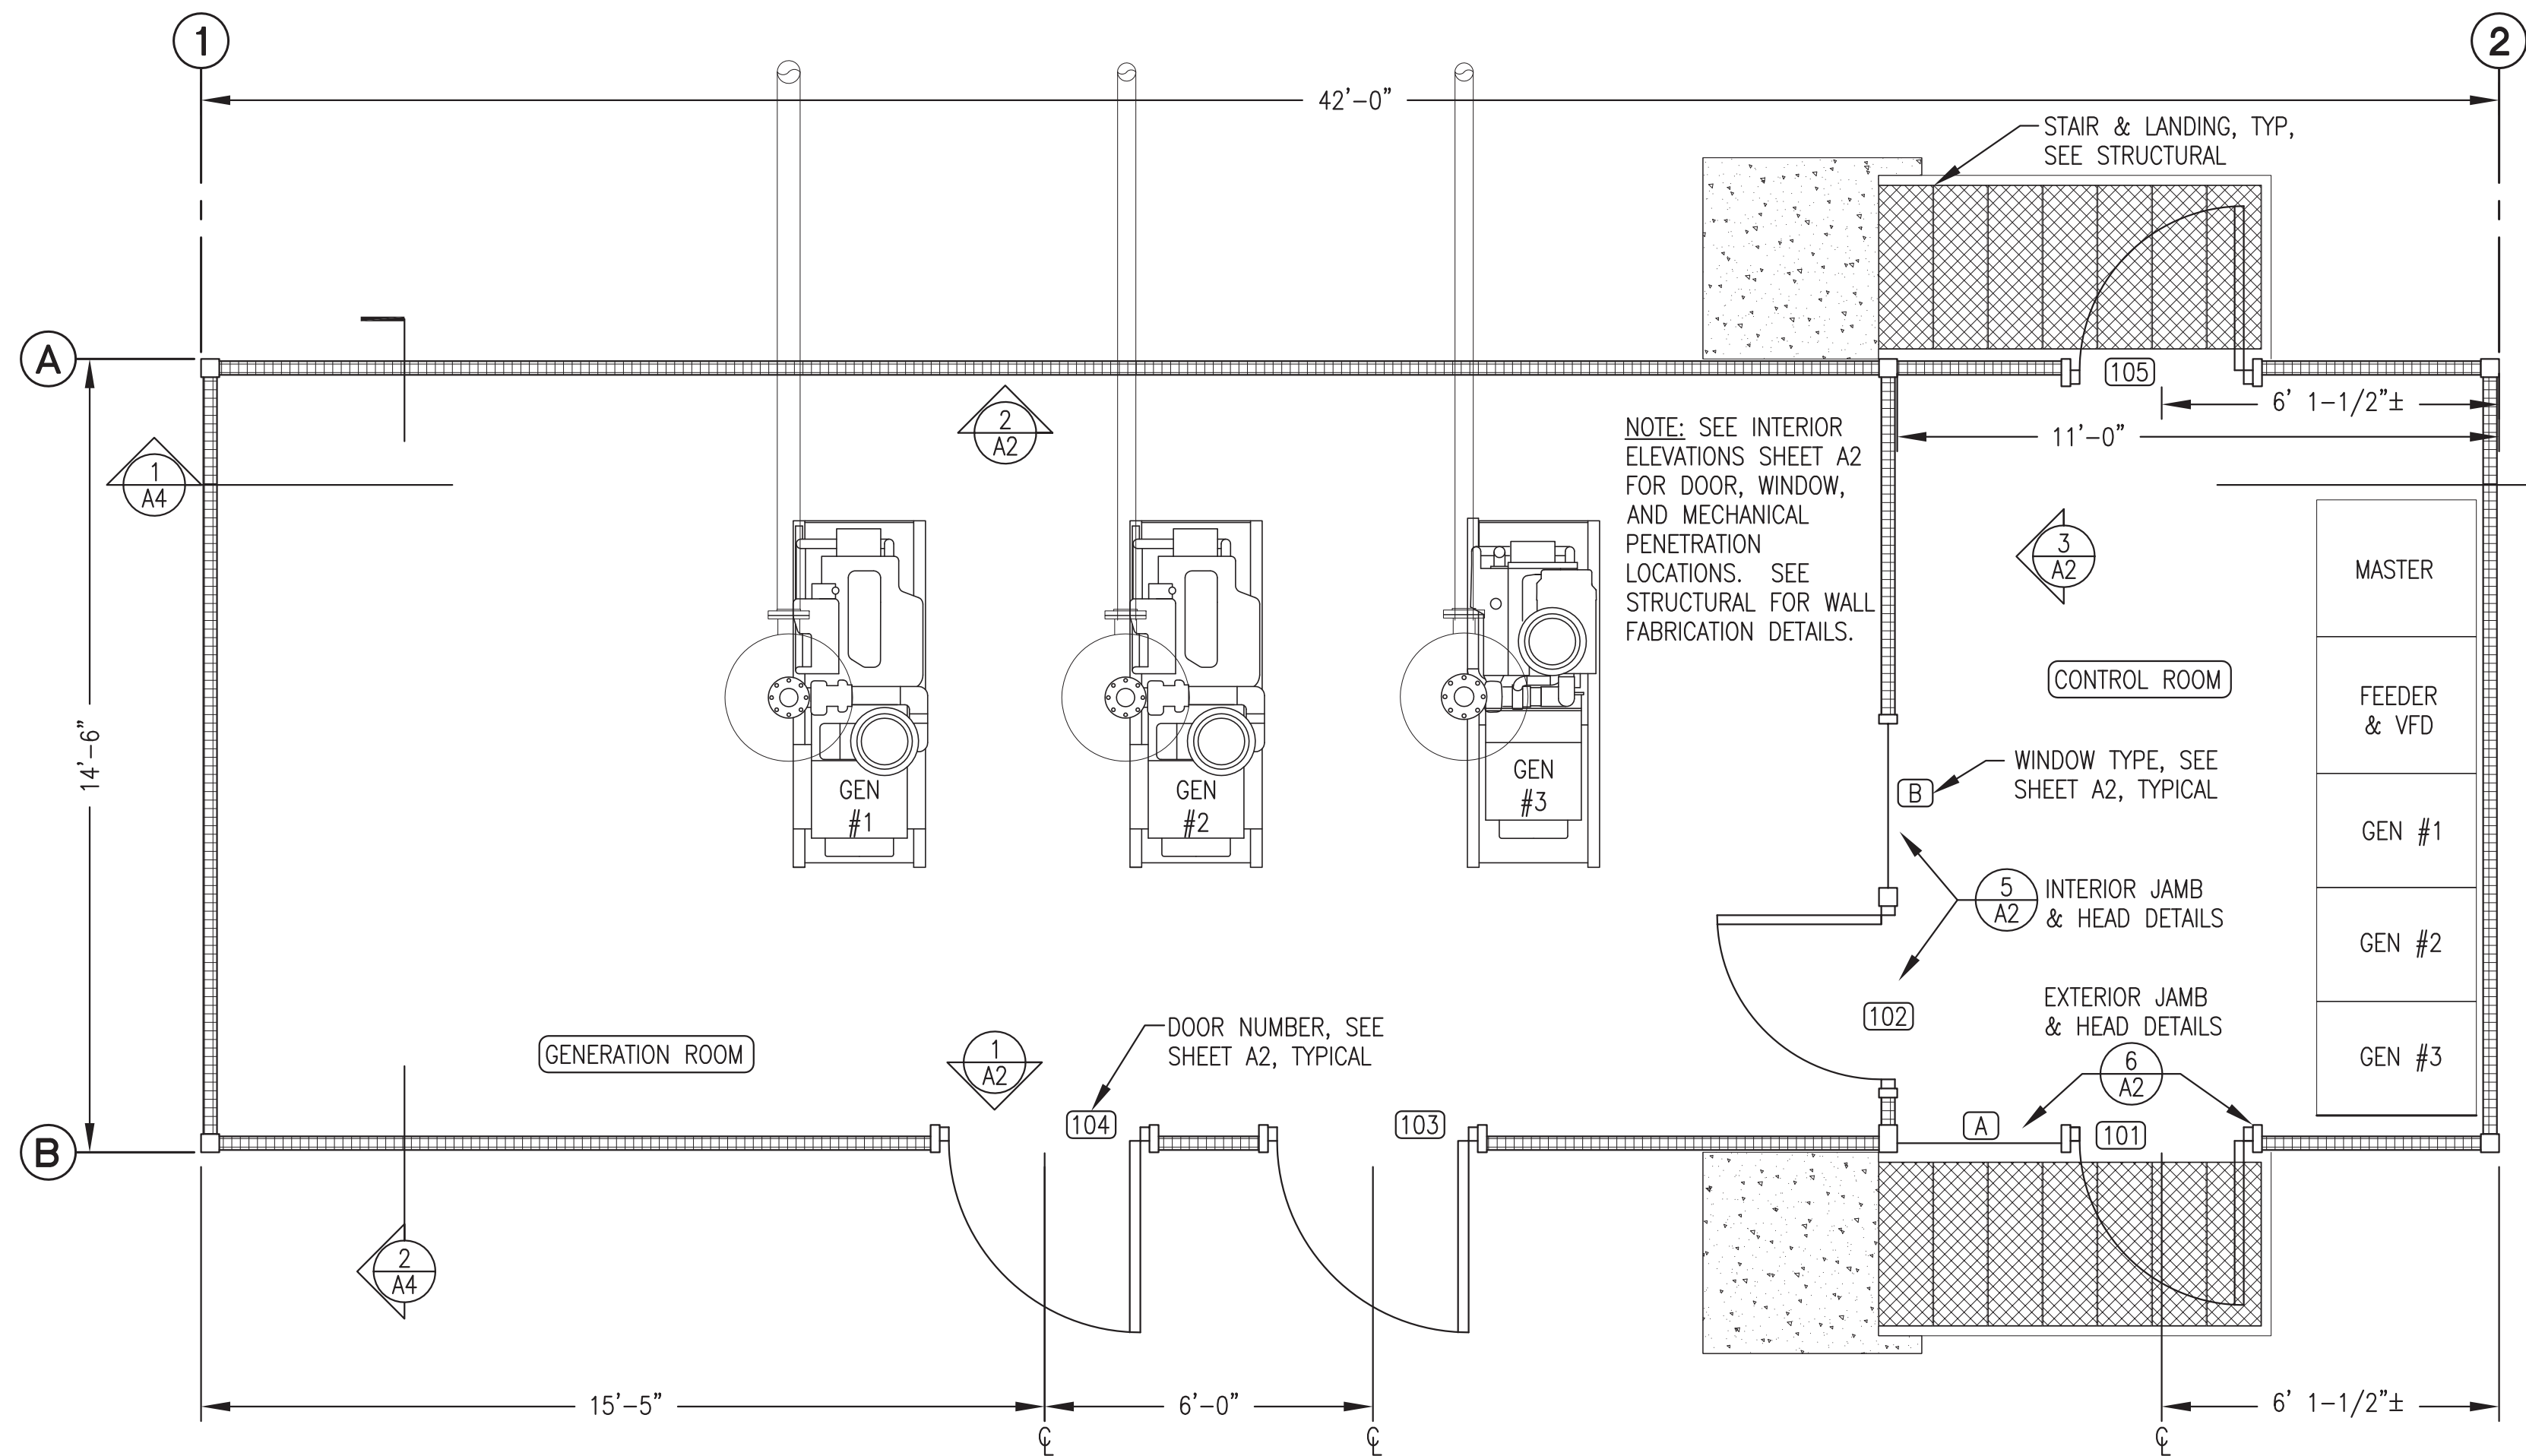 1
2
42'-0"
STAIR & LANDING, TYP,
SEE STRUCTURAL
A
105
6' 1-1/2"±
11'-0"
2
A2
1
A4
NOTE: SEE INTERIOR
ELEVATIONS SHEET A2
FOR DOOR, WINDOW,
AND MECHANICAL
PENETRATION
LOCATIONS. SEE
STRUCTURAL FOR WALL
FABRICATION DETAILS.
3
A2
MASTER
CONTROL ROOM
FEEDER
& VFD
14'-6"
WINDOW TYPE, SEE
SHEET A2, TYPICAL
B
GEN
#1
GEN
#2
GEN
#3
GEN #1
5
A2
INTERIOR JAMB
& HEAD DETAILS
GEN #2
EXTERIOR JAMB
& HEAD DETAILS
102
GENERATION ROOM
1
A2
DOOR NUMBER, SEE
SHEET A2, TYPICAL
GEN #3
6
A2
104
103
A
101
B
2
A4
15'-5"
6'-0"
6' 1-1/2"±
℄
℄
℄